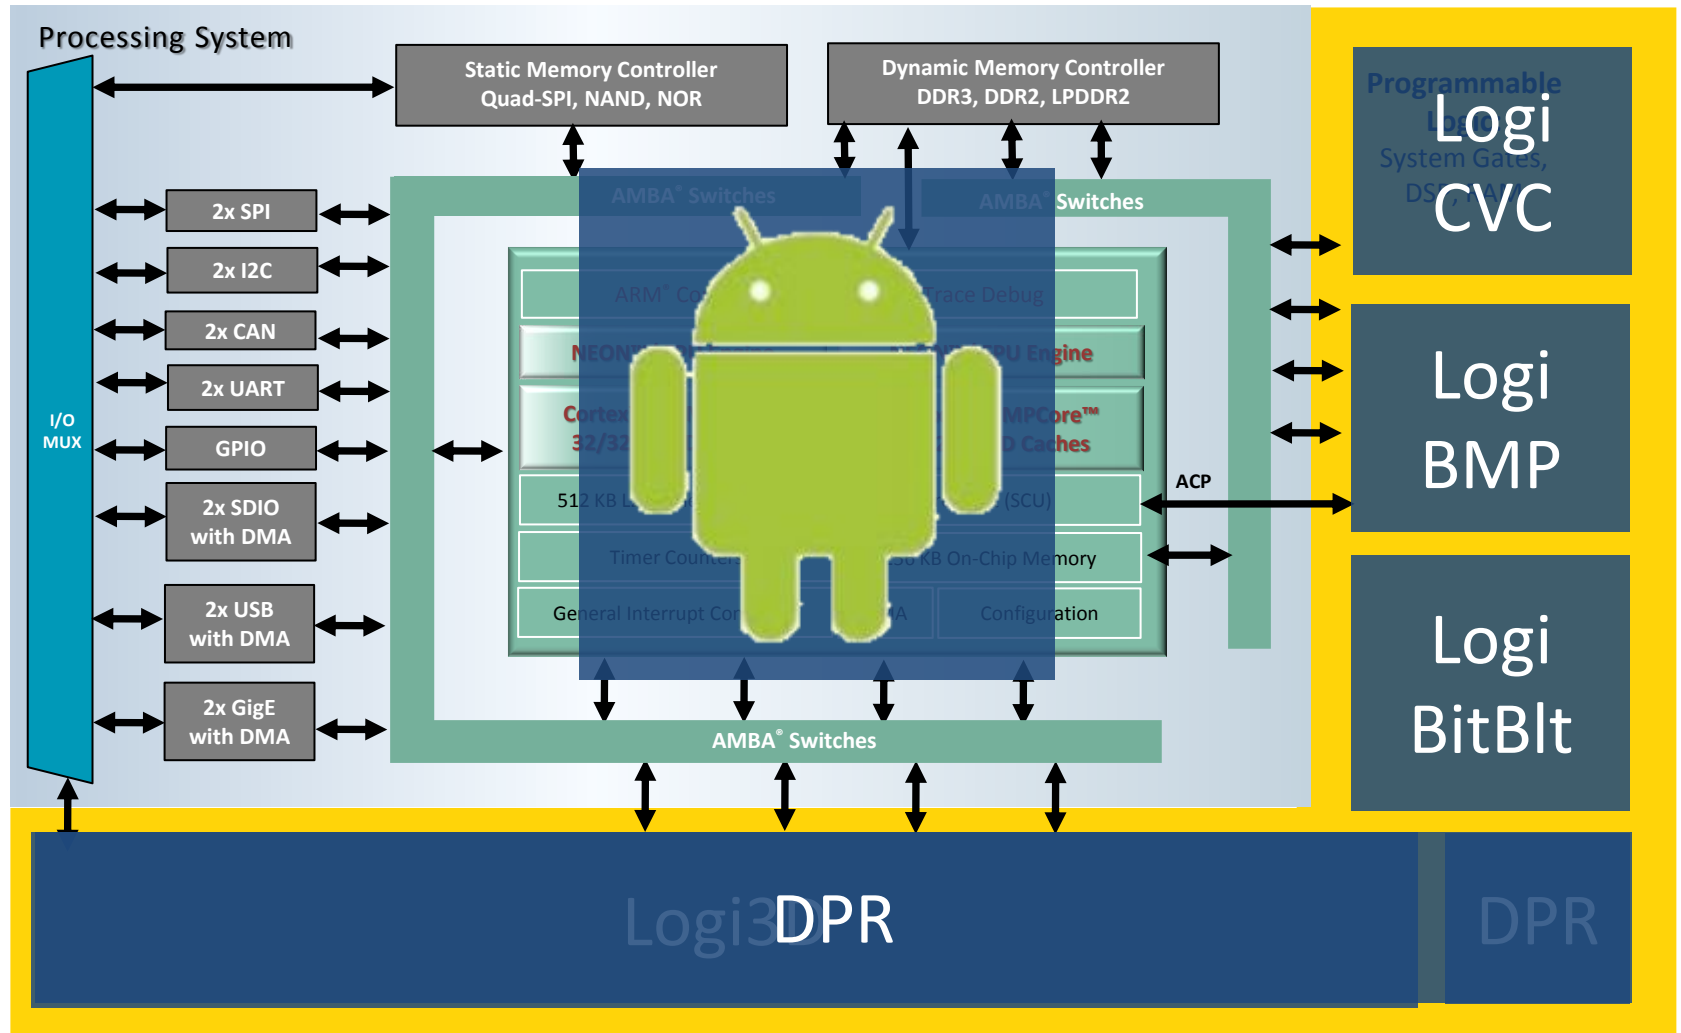 Processing System
Static Memory Controller
Quad-SPI, NAND, NOR
Dynamic Memory Controller
DDR3, DDR2, LPDDR2
Programmable
Logic
System Gates,
DSP, RAM
Logi
CVC
AMBA® Switches
AMBA® Switches
2x SPI
2x I2C
2x CAN
2x UART
GPIO
2x SDIO
with DMA
2x USB
with DMA
2x GigE
with DMA
I/O
MUX
ARM® Co
Trace Debug
NEON
PU Engine
Cortex
MPCore™
32/32
D Caches
512 KB L
(SCU)
Timer Counters
KB On-Chip Memory
General Interrupt Con
Configuration
ACP
Logi
BMP
Logi
BitBlt
AMBA® Switches
Logi3D
DPR
DPR